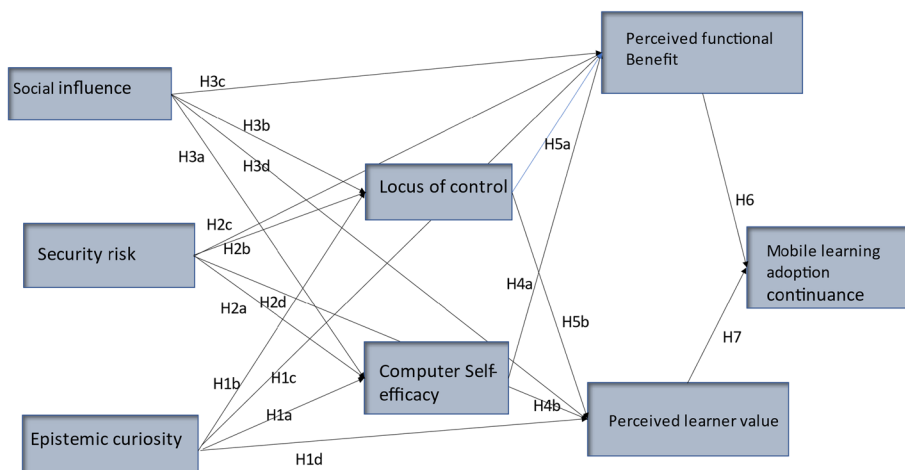 Perceived functional
Benefit
Social influence
H3c
H3b
H3a
H3d
H5a
Locus of control
H6
H2c
H2b
Security risk
Mobile learning
adoption
continuance
H4a
H2d
H2a
H5b
H7
Computer Self-
efficacy
H1b
H1c
H4b
H1a
Perceived learner value
Epistemic curiosity
H1d